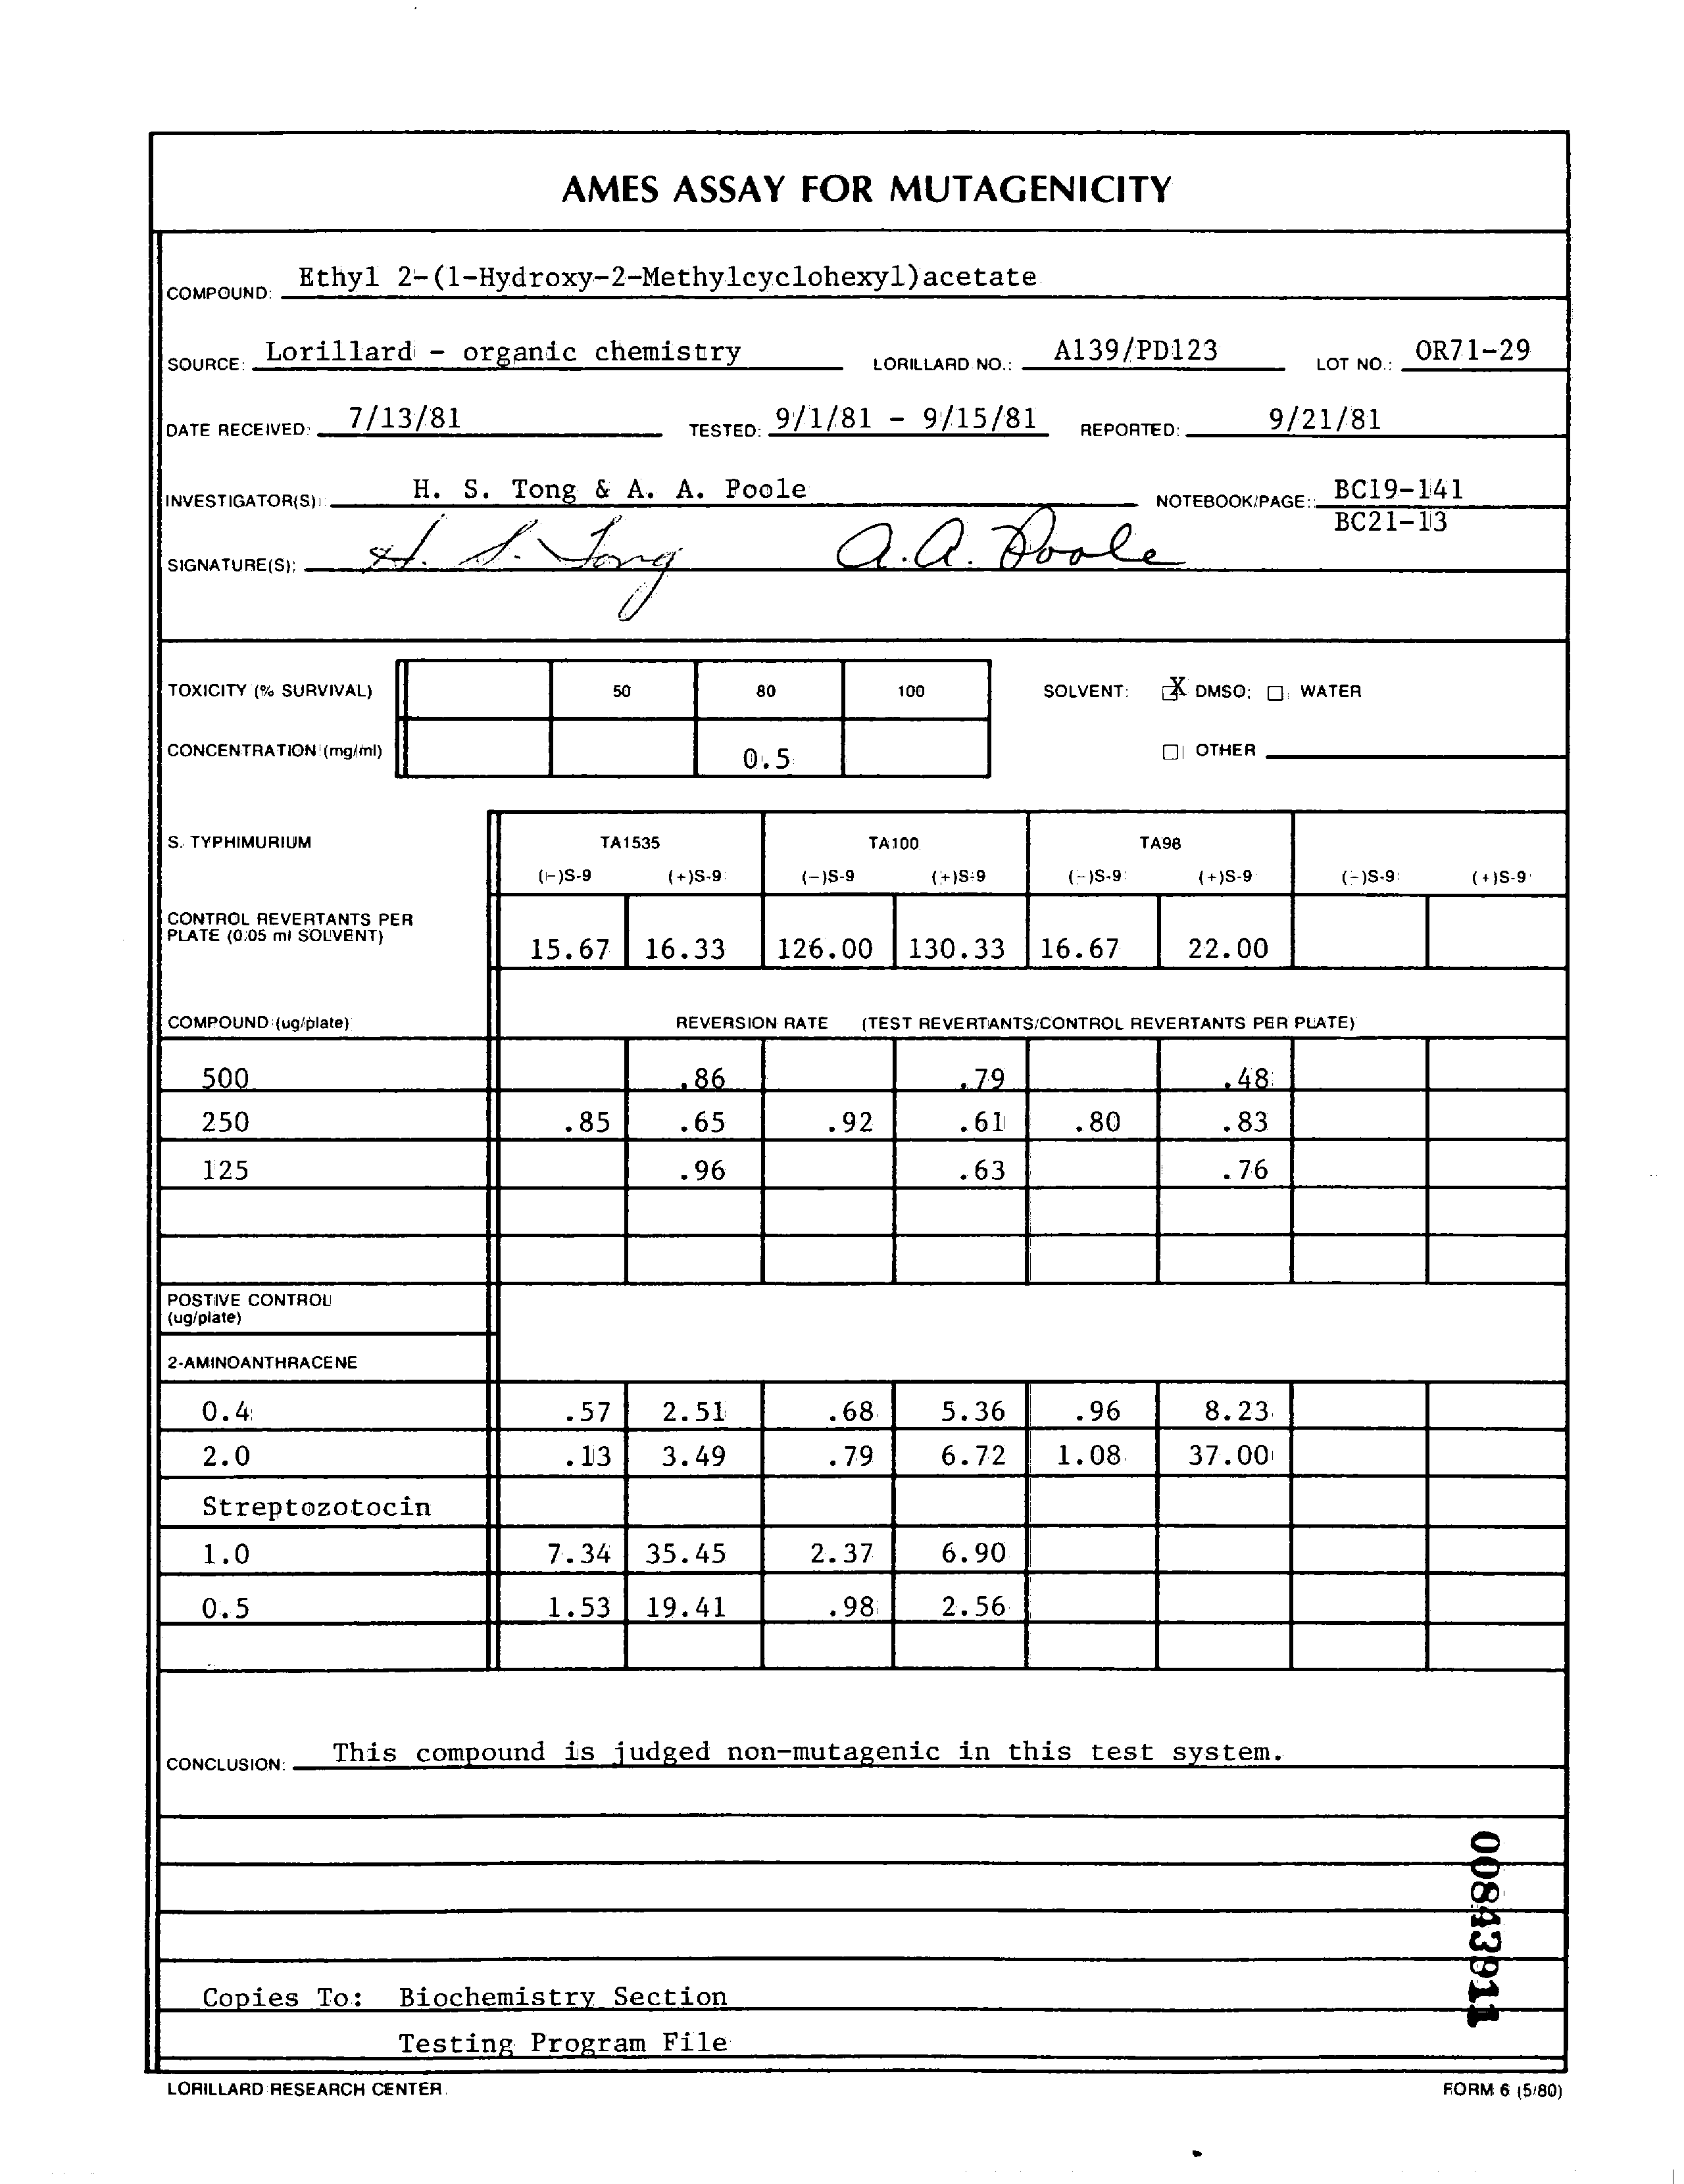 AMES ASSAY FOR MUTAGENICITY
COMPOUND: Ethyl 2-(1-Hydroxy-2-Methylcyclohexyl)acetate
SOURCE: Lorillard - organic chemistry LORILLARD NO.: A139/PD123 LOT NO.: OR71-29
DATE RECEIVED: 7/13/81 TESTED: 9/1/81 - 9/15/81 REPORTED: 9/21/81
INVESTIGATOR(S): H. S. Tong & A. A. Poole NOTEBOOK/PAGE: BC19-141
BC21-13
SIGNATURE(S): H. S. Tong A. A. Poole
TOXICITY (% SURVIVAL) 50 80 100 SOLVENT: X DMSO; WATER
CONCENTRATION (mg/ml) 0.5 OTHER
S. TYPHIMURIUM TA1535 TA100 TA98
(-)S-9 (+)S-9 (-)S-9 (+)S-9 (-)S-9 (+)S-9 (-)S-9 (+)S-9
CONTROL REVERTANTS PER
PLATE (0.05 ml SOLVENT) 15.67 16.33 126.00 130.33 16.67 22.00
COMPOUND (ug/plate) REVERSION RATE (TEST REVERTANTS/CONTROL REVERTANTS PER PLATE)
500 .86 .79 .48
250 .85 .65 .92 .61 .80 .83
125 .96 .63 .76
POSTIVE CONTROL
(ug/plate)
2-AMINOANTHRACENE
0.4 .57 2.51 .68 5.36 .96 8.23
2.0 .13 3.49 .79 6.72 1.08 37.00
Streptozotocin
1.0 7.34 35.45 2.37 6.90
0.5 1.53 19.41 .98 2.56
CONCLUSION: This compound is judged non-mutagenic in this test system.
00843911
Copies To: Biochemistry Section
Testing Program File
LORILLARD RESEARCH CENTER FORM 6 (5/80)